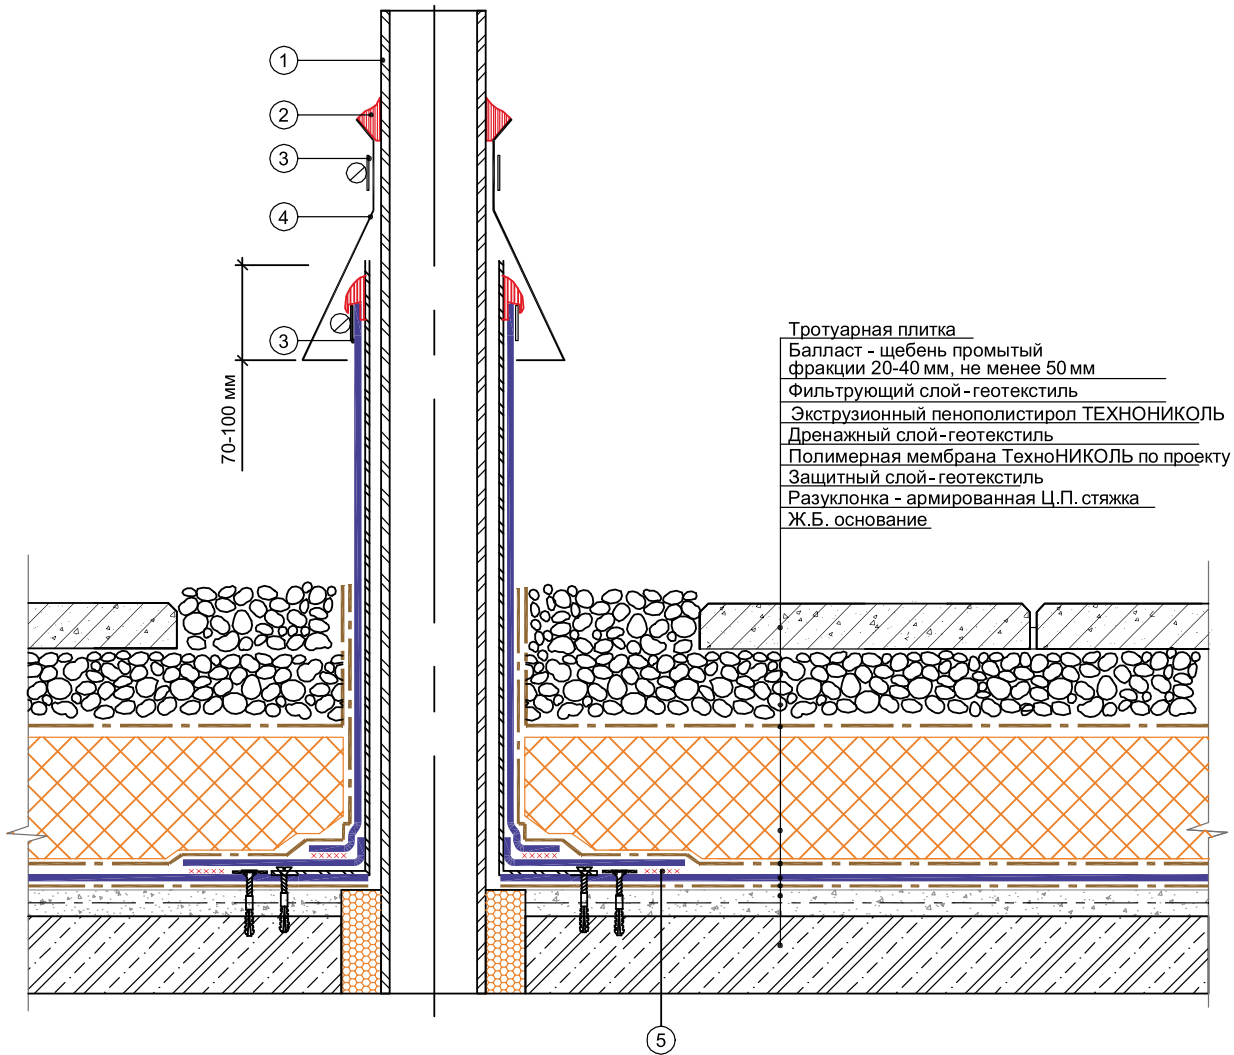 1
2
3
4
3
70-100 мм
Тротуарная плитка
Балласт - щебень промытый
фракции 20-40 мм, не менее 50 мм
Фильтрующий слой-геотекстиль
Экструзионный пенополистирол ТЕХНОНИКОЛЬ
Дренажный слой-геотекстиль
Полимерная мембрана ТехноНИКОЛЬ по проекту
Защитный слой-геотекстиль
Разуклонка - армированная Ц.П. стяжка
Ж.Б. основание
5